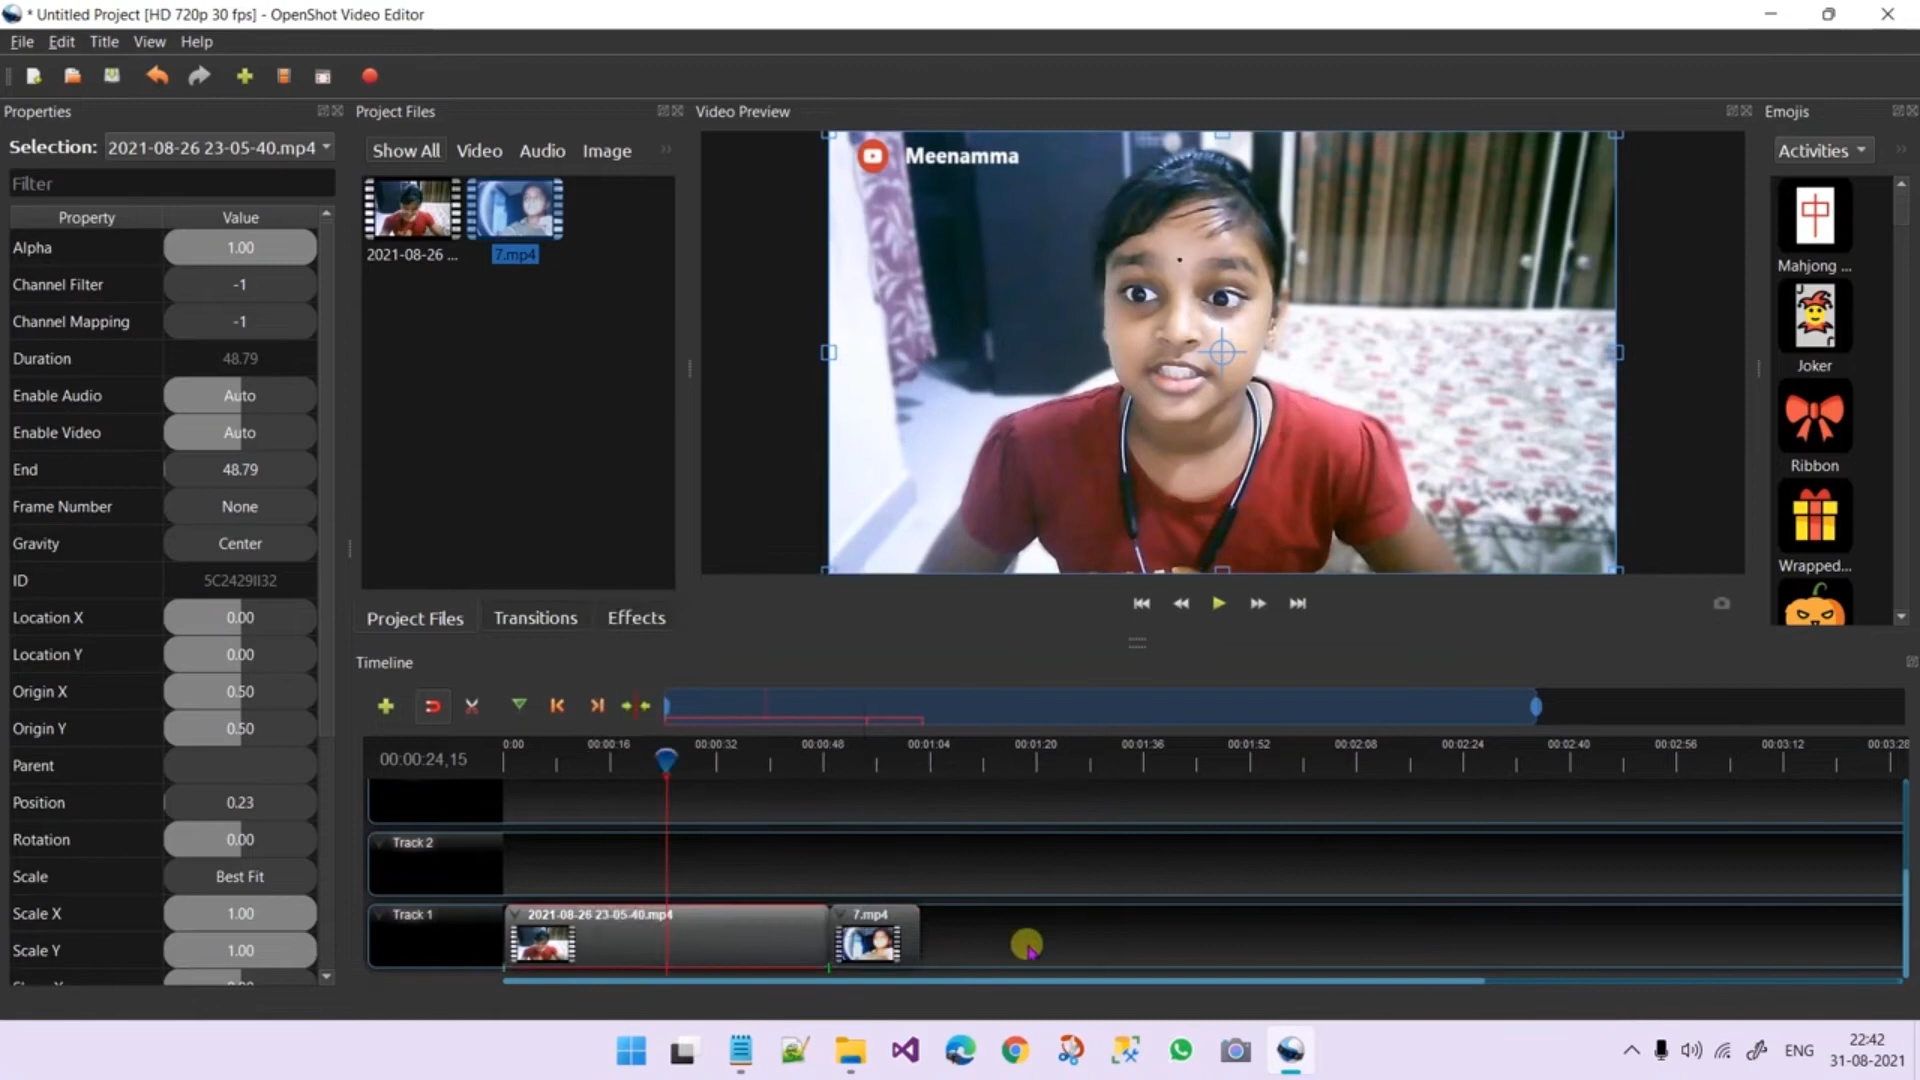 * Untitled Project [HD 720p 30 fps] - OpenShot Video Editor
File Edit Title View Help
Properties
Selection: 2021-08-26 23-05-40.mp4
Filter
Property Value
Alpha 1.00
Channel Filter -1
Channel Mapping -1
Duration 48.79
Enable Audio Auto
Enable Video Auto
End 48.79
Frame Number None
Gravity Center
ID 5C2429II32
Location X 0.00
Location Y 0.00
Origin X 0.50
Origin Y 0.50
Parent
Position 0.23
Rotation 0.00
Scale Best Fit
Scale X 1.00
Scale Y 1.00
Project Files
Show All Video Audio Image
2021-08-26 ... 7.mp4
Project Files Transitions Effects
Video Preview
Meenamma
Emojis
Activities
中
Mahjong ...
J
Joker
Ribbon
Wrapped...
Timeline
00:00:24,15
0:00 00:00:16 00:00:32 00:00:48 00:01:04 00:01:20 00:01:36 00:01:52 00:02:08 00:02:24 00:02:40 00:02:56 00:03:12 00:03:28
Track 2
Track 1 2021-08-26 23-05-40.mp4 7.mp4
ENG
22:42
31-08-2021